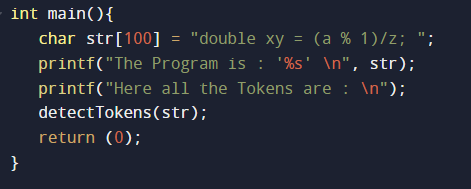 int main(){
char str[100] = "double xy = (a % 1)/z; ";
printf("The Program is : '%s' \n", str);
printf("Here all the Tokens are : \n");
detectTokens(str);
return (0);
}